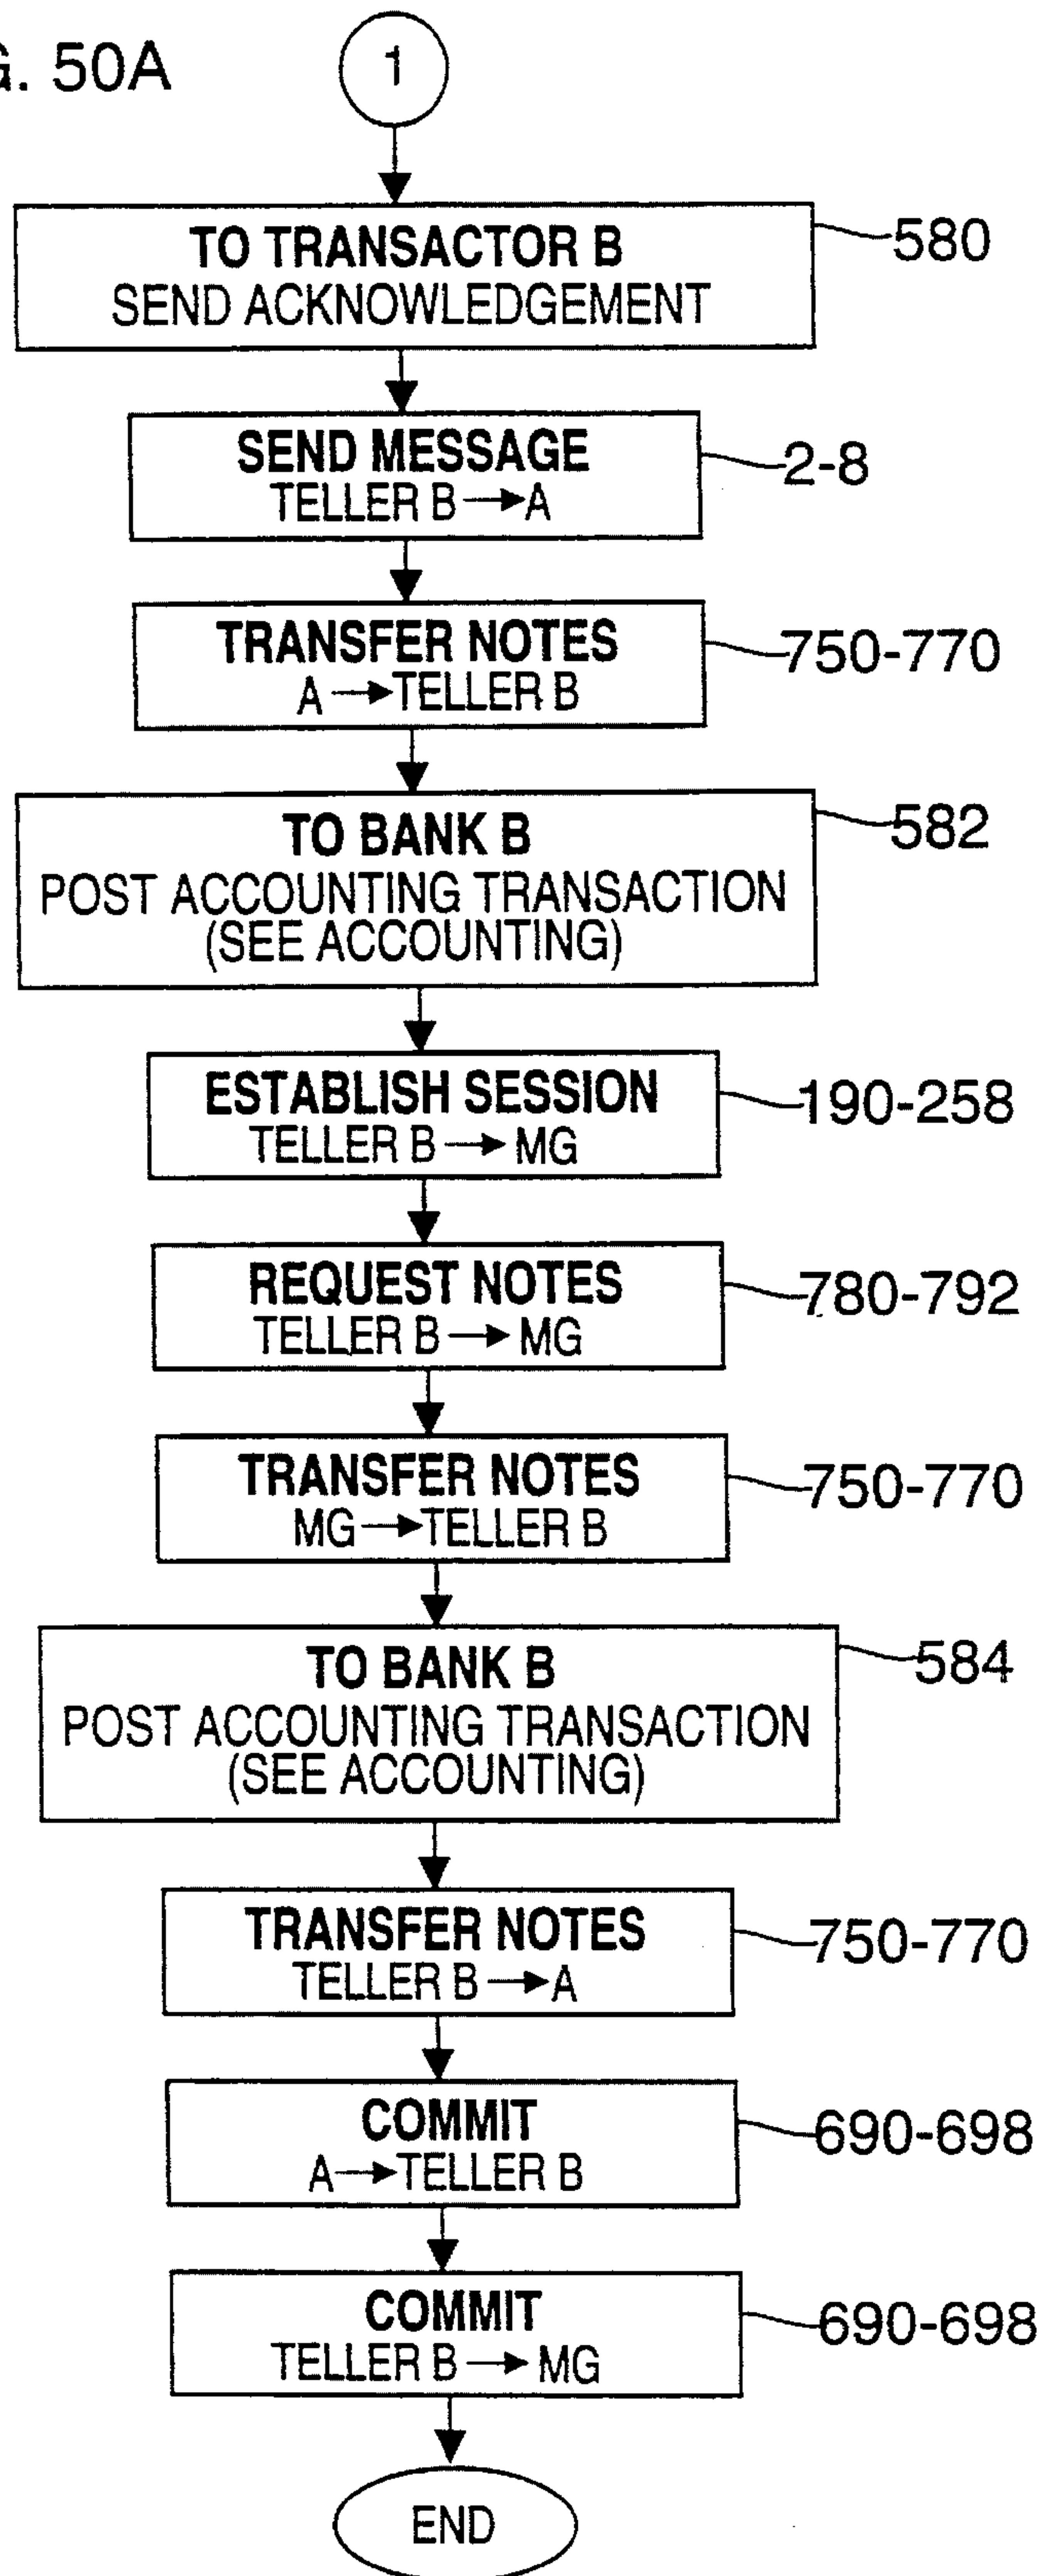 G. 50A
1
TO TRANSACTOR B
SEND ACKNOWLEDGEMENT
580
SEND MESSAGE
TELLER B → A
2-8
TRANSFER NOTES
A → TELLER B
750-770
TO BANK B
POST ACCOUNTING TRANSACTION
(SEE ACCOUNTING)
582
ESTABLISH SESSION
TELLER B → MG
190-258
REQUEST NOTES
TELLER B → MG
780-792
TRANSFER NOTES
MG → TELLER B
750-770
TO BANK B
POST ACCOUNTING TRANSACTION
(SEE ACCOUNTING)
584
TRANSFER NOTES
TELLER B → A
750-770
COMMIT
A → TELLER B
690-698
COMMIT
TELLER B → MG
690-698
END